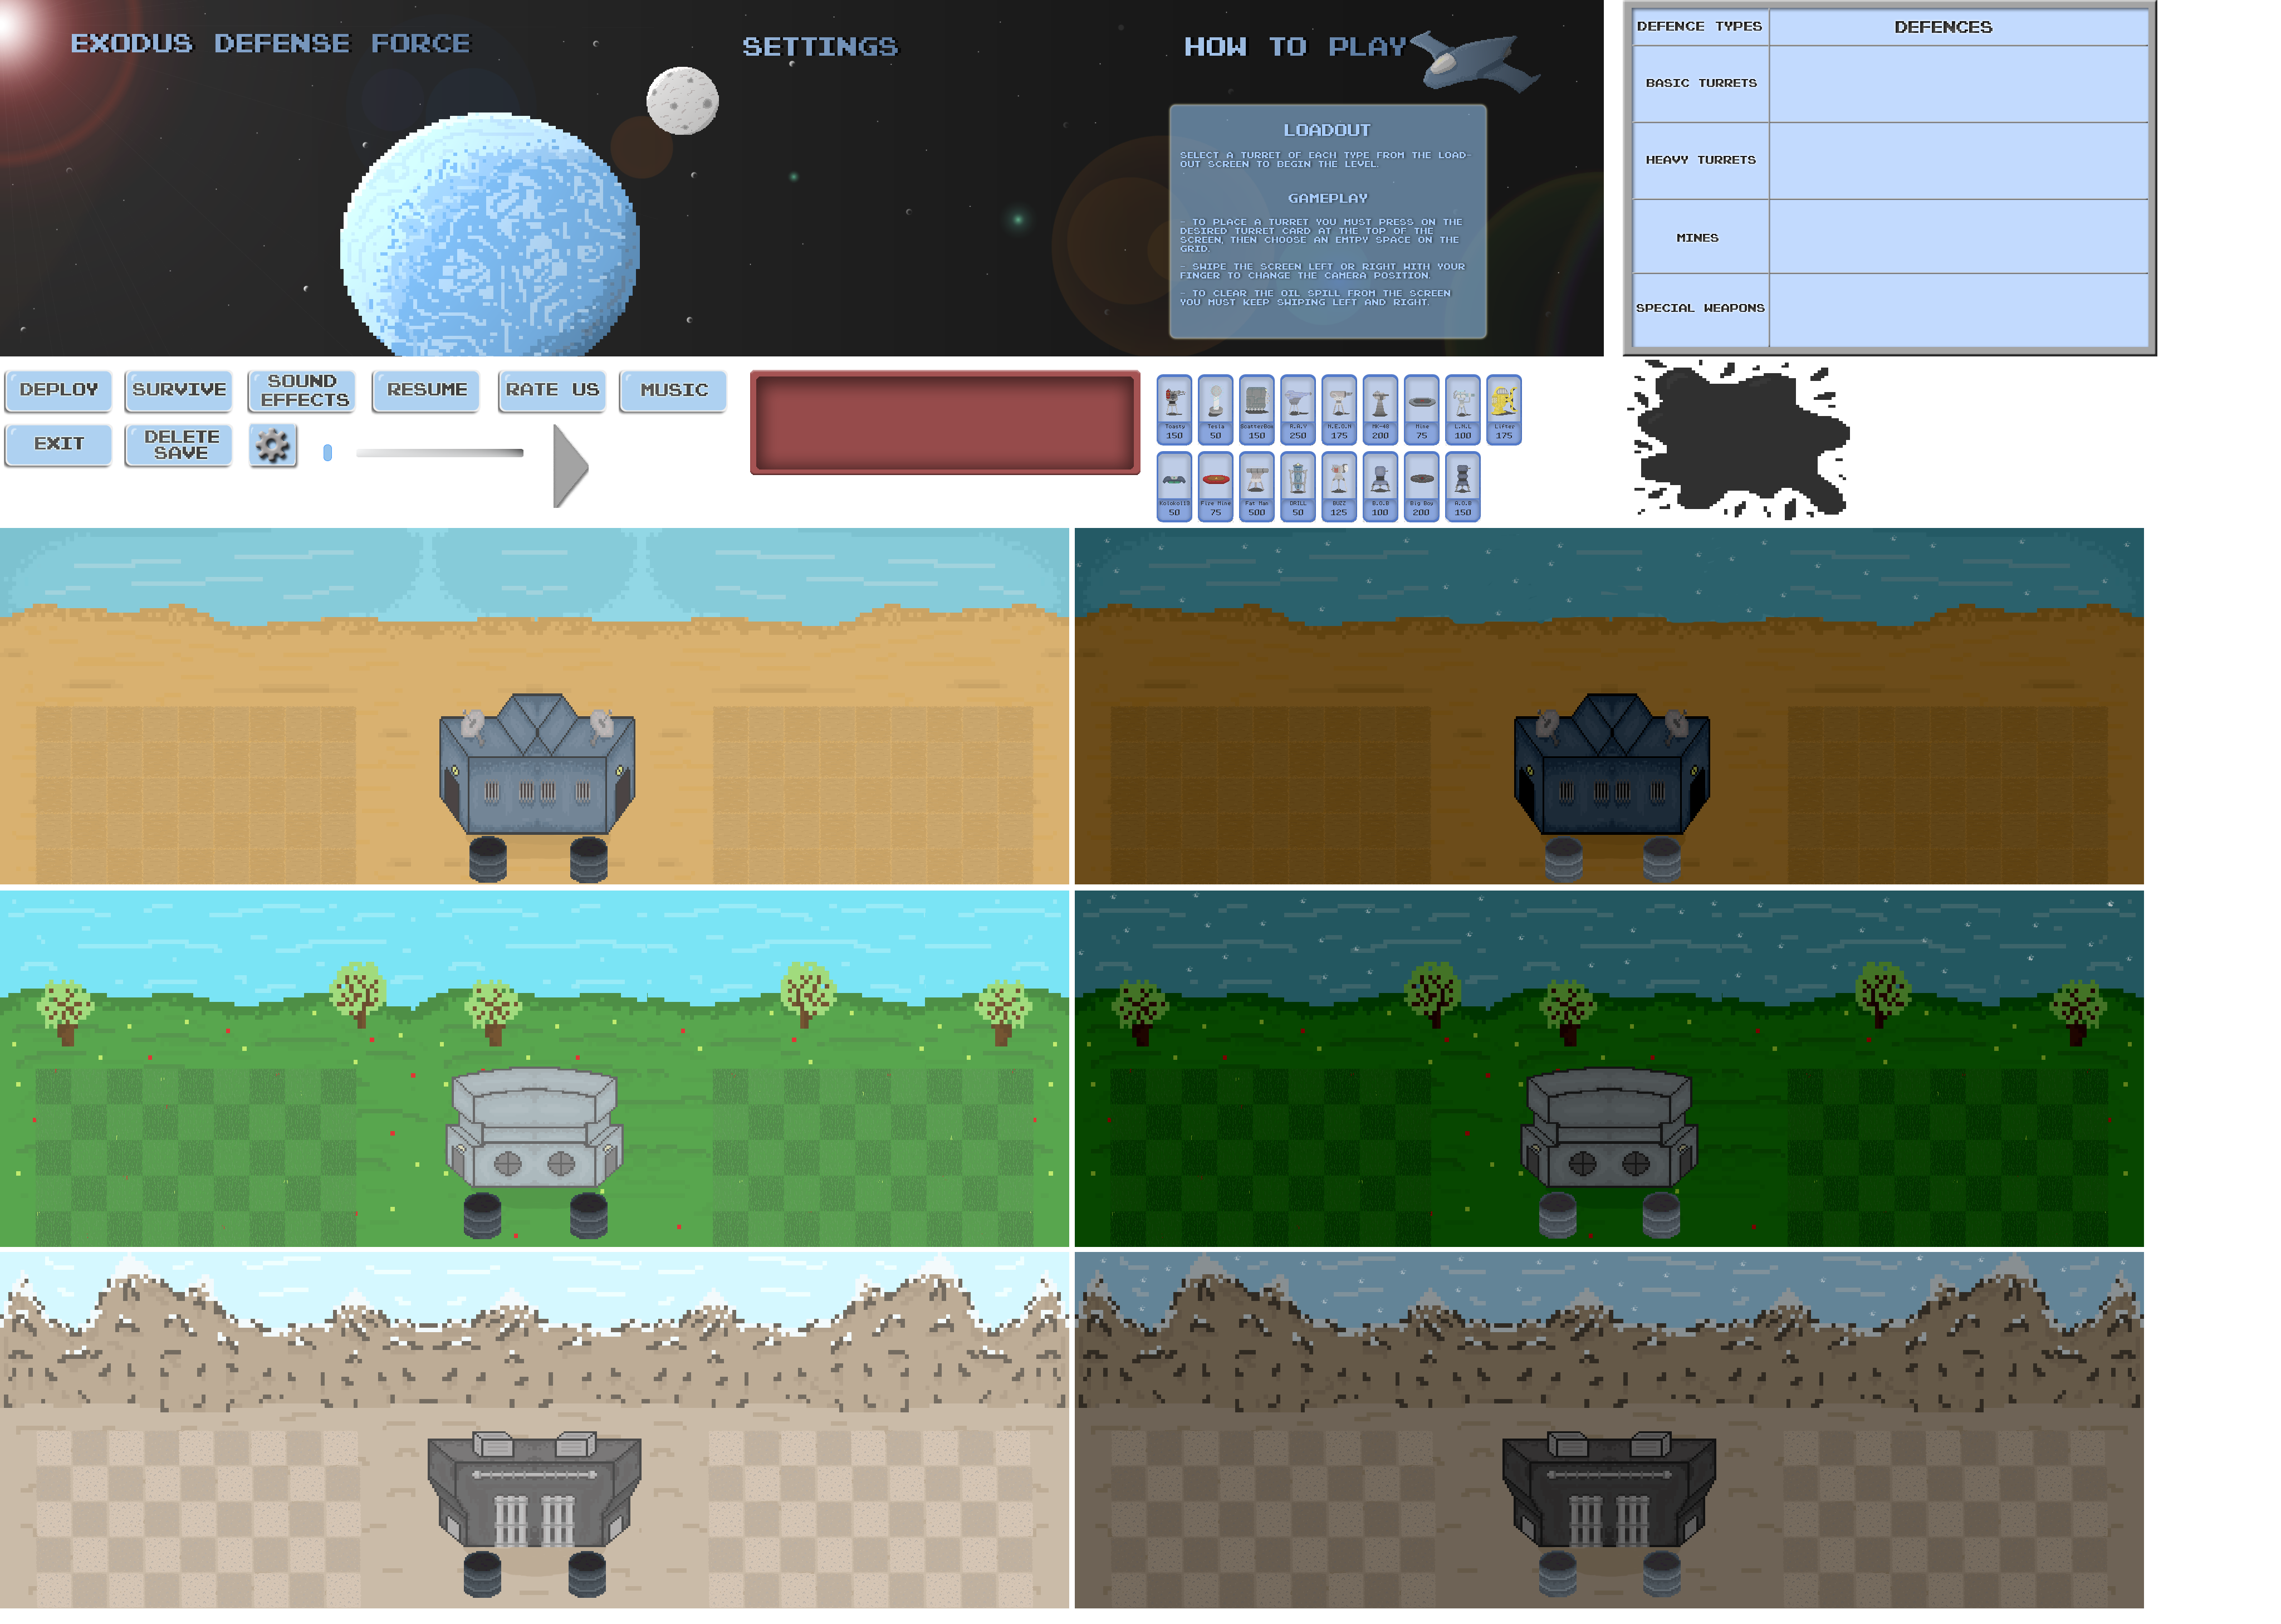 EXODUS DEFENSE FORCE
SETTINGS
HOW TO PLAY
LOADOUT
SELECT A TURRET OF EACH TYPE FROM THE LOAD-
OUT SCREEN TO BEGIN THE LEVEL.
GAMEPLAY
- TO PLACE A TURRET YOU MUST PRESS ON THE
DESIRED TURRET CARD AT THE TOP OF THE
SCREEN, THEN CHOOSE AN EMTPY SPACE ON THE
GRID.
- SWIPE THE SCREEN LEFT OR RIGHT WITH YOUR
FINGER TO CHANGE THE CAMERA POSITION.
- TO CLEAR THE OIL SPILL FROM THE SCREEN
YOU MUST KEEP SWIPING LEFT AND RIGHT.
DEFENCE TYPES
DEFENCES
BASIC TURRETS
HEAVY TURRETS
MINES
SPECIAL WEAPONS
DEPLOY
SURVIVE
SOUND
EFFECTS
RESUME
RATE US
MUSIC
EXIT
DELETE
SAVE
Toasty
150
Tesla
50
ScatterBox
150
R.A.Y
250
N.E.O.N
175
MK-48
200
Mine
75
L.N.L
100
Lifter
175
Kolokol19
50
Fire Mine
75
Fat Man
500
DRILL
50
BUZZ
125
B.O.B
100
Big Boy
200
A.O.B
150